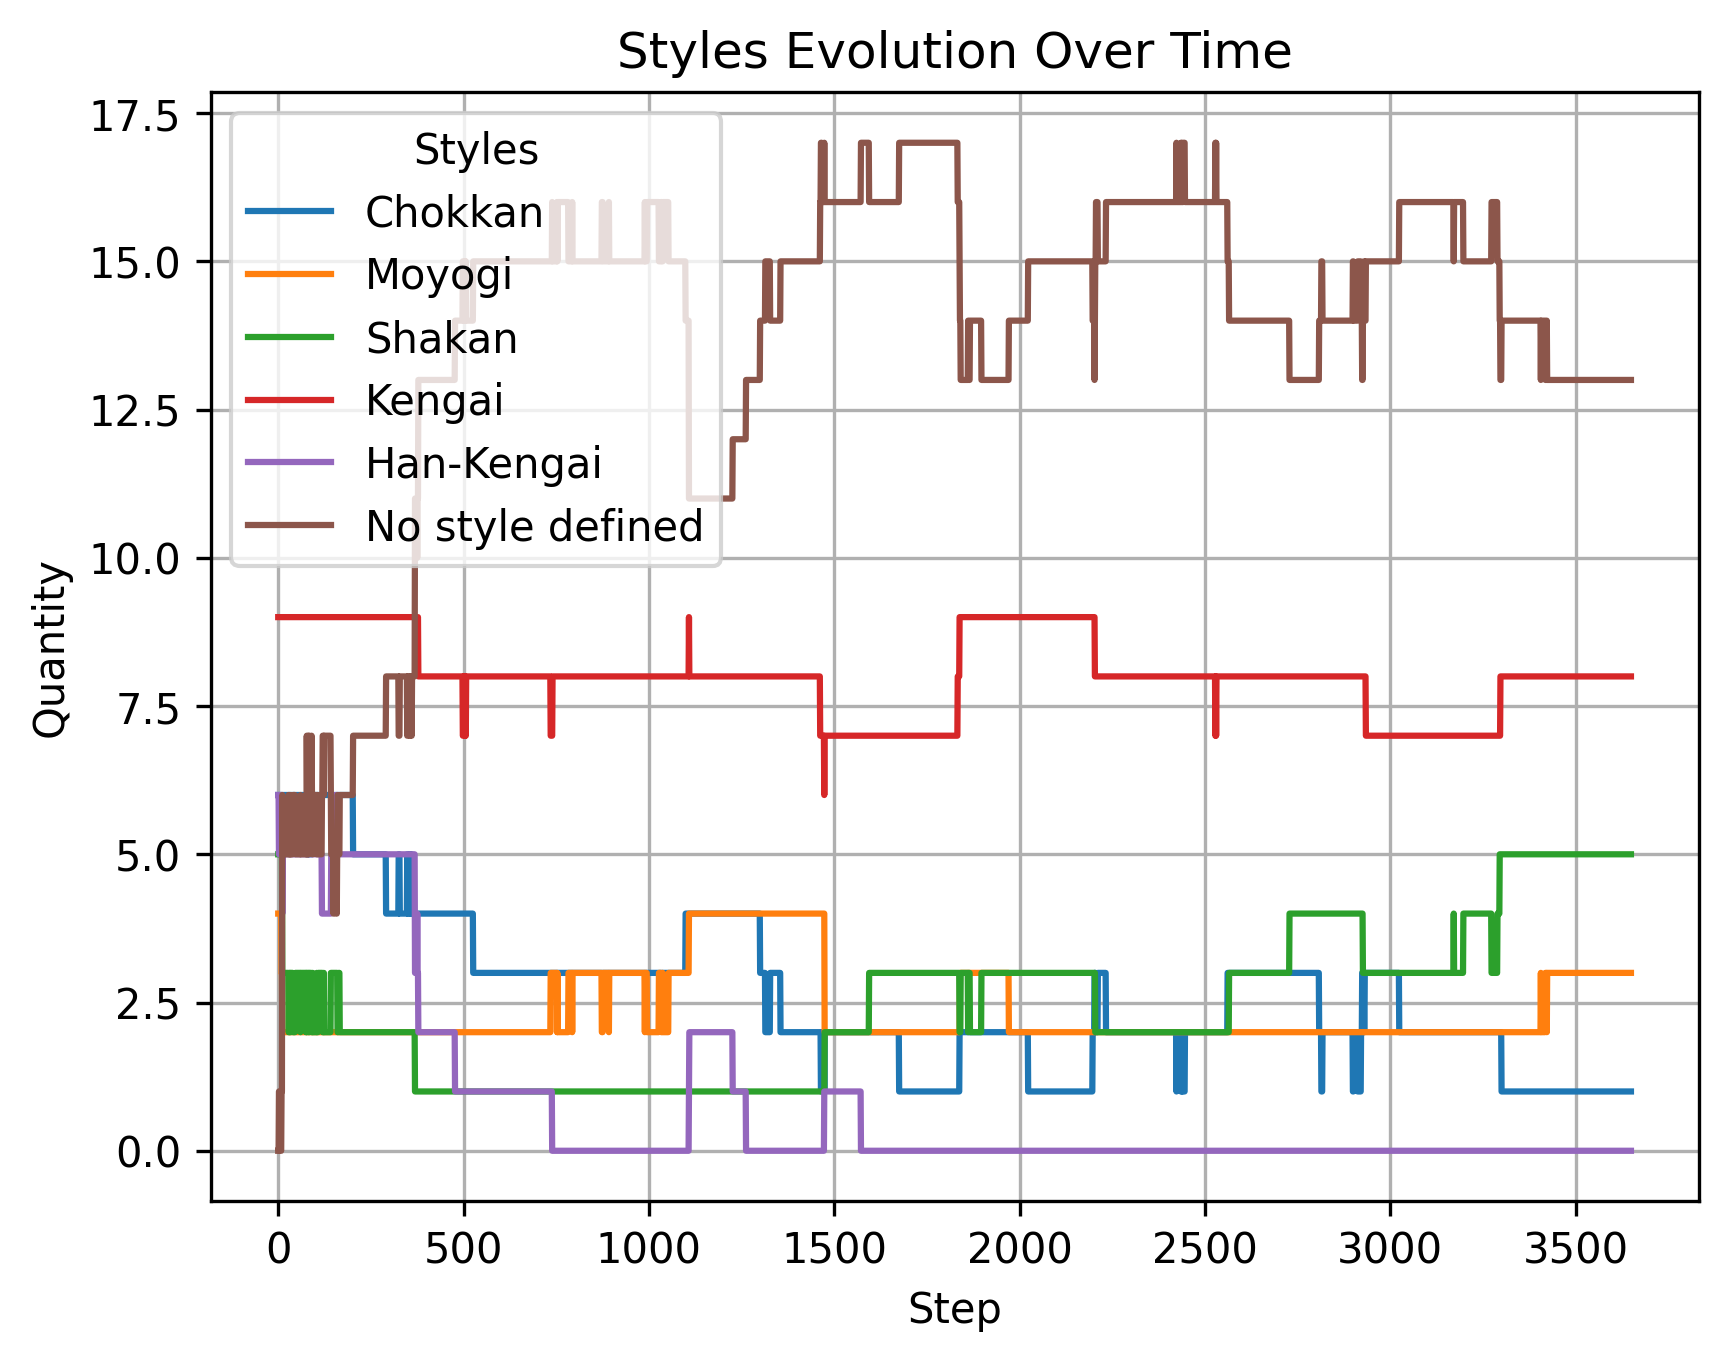 Styles Evolution Over Time
17.5
15.0
12.5
10.0
7.5
5.0
2.5
0.0
Quantity
Styles
Chokkan
Moyogi
Shakan
Kengai
Han-Kengai
No style defined
0 500 1000 1500 2000 2500 3000 3500
Step